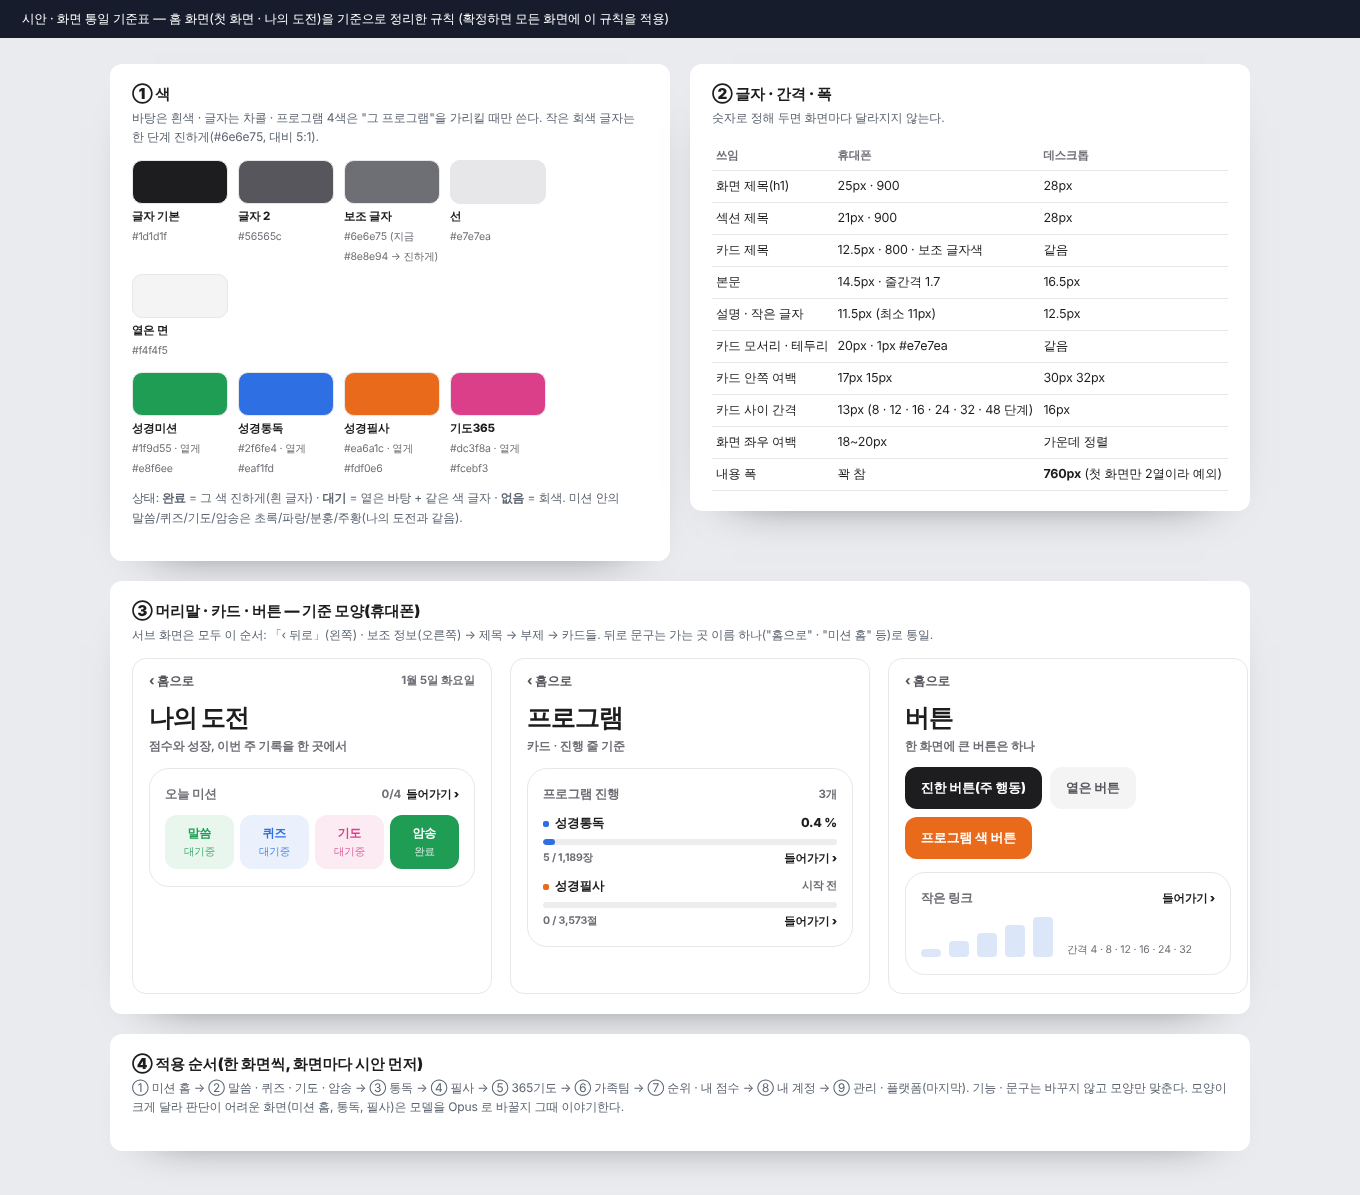 시안 · 화면 통일 기준표 — 홈 화면(첫 화면 · 나의 도전)을 기준으로 정리한 규칙 (확정하면 모든 화면에 이 규칙을 적용)
① 색
바탕은 흰색 · 글자는 차콜 · 프로그램 4색은 "그 프로그램"을 가리킬 때만 쓴다. 작은 회색 글자는
한 단계 진하게(#6e6e75, 대비 5:1).
글자 기본 글자 2 보조 글자 선
#1d1d1f #56565c #6e6e75 (지금 #e7e7ea
#8e8e94 → 진하게)
옅은 면
#f4f4f5
성경미션 성경통독 성경필사 기도365
#1f9d55 · 옅게 #2f6fe4 · 옅게 #ea6a1c · 옅게 #dc3f8a · 옅게
#e8f6ee #eaf1fd #fdf0e6 #fcebf3
상태: 완료 = 그 색 진하게(흰 글자) · 대기 = 옅은 바탕 + 같은 색 글자 · 없음 = 회색. 미션 안의
말씀/퀴즈/기도/암송은 초록/파랑/분홍/주황(나의 도전과 같음).
② 글자 · 간격 · 폭
숫자로 정해 두면 화면마다 달라지지 않는다.
쓰임 휴대폰 데스크톱
화면 제목(h1) 25px · 900 28px
섹션 제목 21px · 900 28px
카드 제목 12.5px · 800 · 보조 글자색 같음
본문 14.5px · 줄간격 1.7 16.5px
설명 · 작은 글자 11.5px (최소 11px) 12.5px
카드 모서리 · 테두리 20px · 1px #e7e7ea 같음
카드 안쪽 여백 17px 15px 30px 32px
카드 사이 간격 13px (8 · 12 · 16 · 24 · 32 · 48 단계) 16px
화면 좌우 여백 18~20px 가운데 정렬
내용 폭 꽉 참 760px (첫 화면만 2열이라 예외)
③ 머리말 · 카드 · 버튼 — 기준 모양(휴대폰)
서브 화면은 모두 이 순서: 「‹ 뒤로」(왼쪽) · 보조 정보(오른쪽) → 제목 → 부제 → 카드들. 뒤로 문구는 가는 곳 이름 하나("홈으로" · "미션 홈" 등)로 통일.
‹ 홈으로 1월 5일 화요일
나의 도전
점수와 성장, 이번 주 기록을 한 곳에서
오늘 미션 0/4 들어가기 ›
말씀 퀴즈 기도 암송
대기중 대기중 대기중 완료
‹ 홈으로
프로그램
카드 · 진행 줄 기준
프로그램 진행 3개
성경통독 0.4 %
5 / 1,189장 들어가기 ›
성경필사 시작 전
0 / 3,573절 들어가기 ›
‹ 홈으로
버튼
한 화면에 큰 버튼은 하나
진한 버튼(주 행동) 옅은 버튼
프로그램 색 버튼
작은 링크 들어가기 ›
간격 4 · 8 · 12 · 16 · 24 · 32
④ 적용 순서(한 화면씩, 화면마다 시안 먼저)
① 미션 홈 → ② 말씀 · 퀴즈 · 기도 · 암송 → ③ 통독 → ④ 필사 → ⑤ 365기도 → ⑥ 가족팀 → ⑦ 순위 · 내 점수 → ⑧ 내 계정 → ⑨ 관리 · 플랫폼(마지막). 기능 · 문구는 바꾸지 않고 모양만 맞춘다. 모양이
크게 달라 판단이 어려운 화면(미션 홈, 통독, 필사)은 모델을 Opus 로 바꿀지 그때 이야기한다.